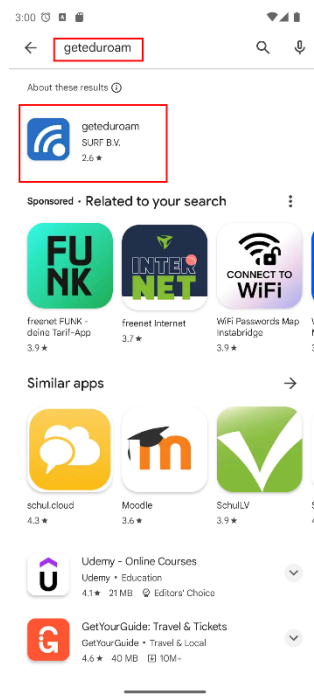 3:00
geteduroam
About these results
geteduroam
SURF B.V.
2.6 ★
Sponsored • Related to your search
FU
NK
INTER
NET
CONNECT TO
WiFi
freenet FUNK -
deine Tarif-App
3.9 ★
freenet Internet
3.7 ★
WiFi Passwords Map
Instabridge
3.9 ★
Similar apps
schul.cloud
4.3 ★
Moodle
3.6 ★
SchulLV
3.9 ★
Udemy - Online Courses
Udemy • Education
4.1 ★ 21 MB Editors' Choice
GetYourGuide: Travel & Tickets
GetYourGuide • Travel & Local
4.6 ★ 40 MB 10M+